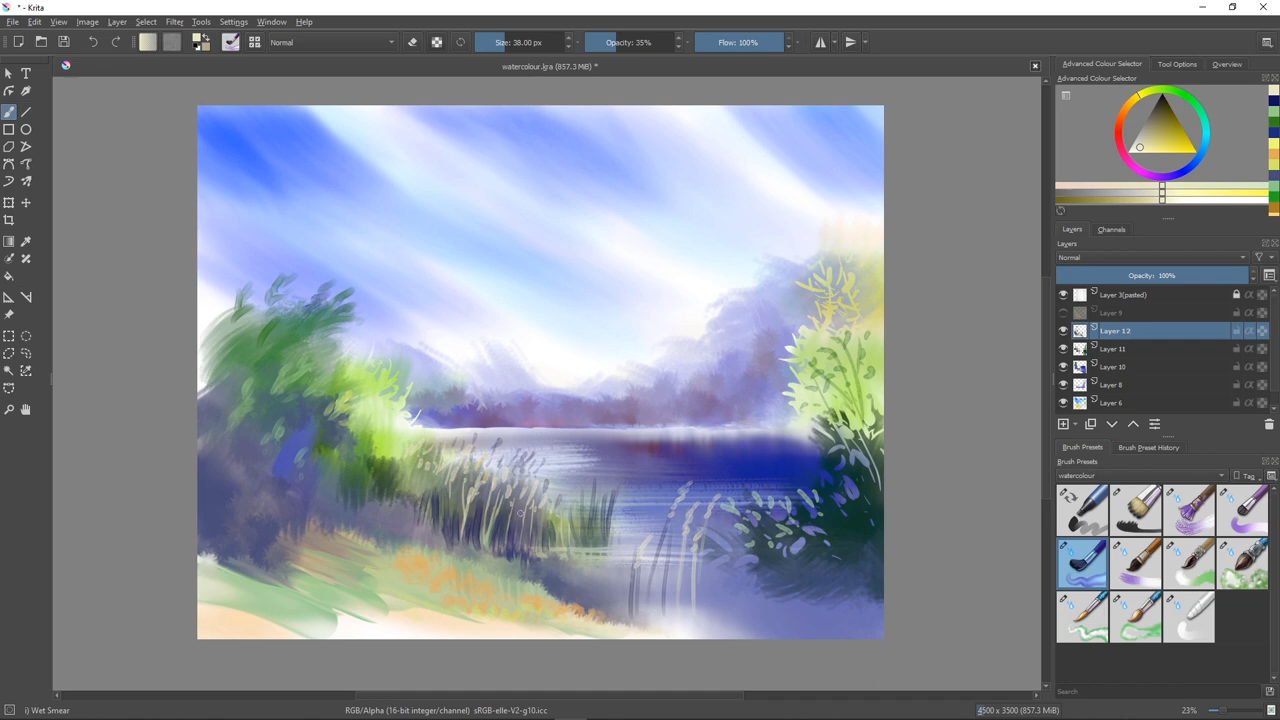 * - Krita
File Edit View Image Layer Select Filter Tools Settings Window Help
Normal Size: 38.00 px Opacity: 35% Flow: 100%
watercolour.kra (857.3 MiB) *
Advanced Colour Selector Tool Options Overview
Advanced Colour Selector
Layers Channels
Layers
Normal
Opacity: 100%
Layer 3(pasted)
Layer 9
Layer 12
Layer 11
Layer 10
Layer 8
Layer 6
Brush Presets Brush Preset History
Brush Presets
watercolour Tag
Search
i) Wet Smear RGB/Alpha (16-bit integer/channel) sRGB-elle-V2-g10.icc 4500 x 3500 (857.3 MiB) 23%